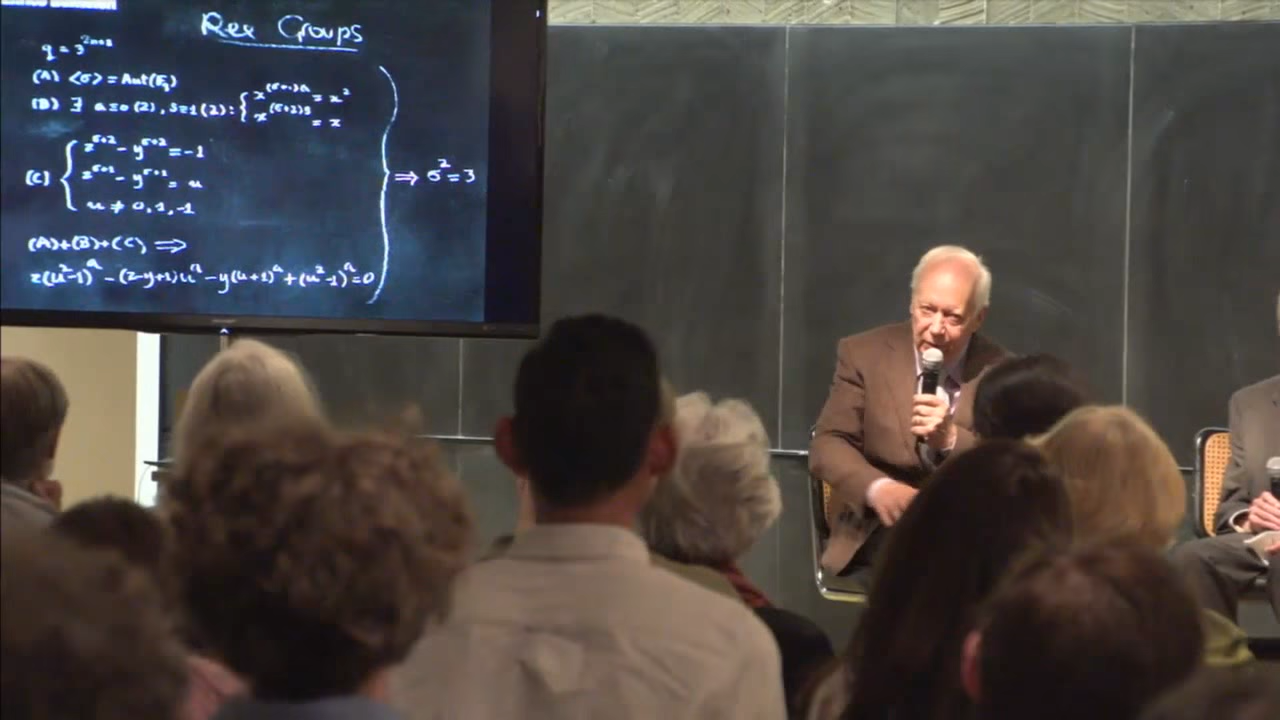 Ree Groups
q = 3^{2n+1}
(A) <σ> = Aut(F_q)
(B) ∃ a≡0(2), s≡1(2): { x^{(σ+1)a} = x^2
x^{(σ+2)s} = x
(C) { z^{σ+2} - y^{σ+2} = -1
z^{σ+1} - y^{σ+1} = u
u ≠ 0, 1, -1
⇒ σ^2 = 3
(A)+(B)+(C) ⇒
z(u^2-1)^a - (z-y+1)u^a - y(u+1)^a + (u^2-1)^a = 0